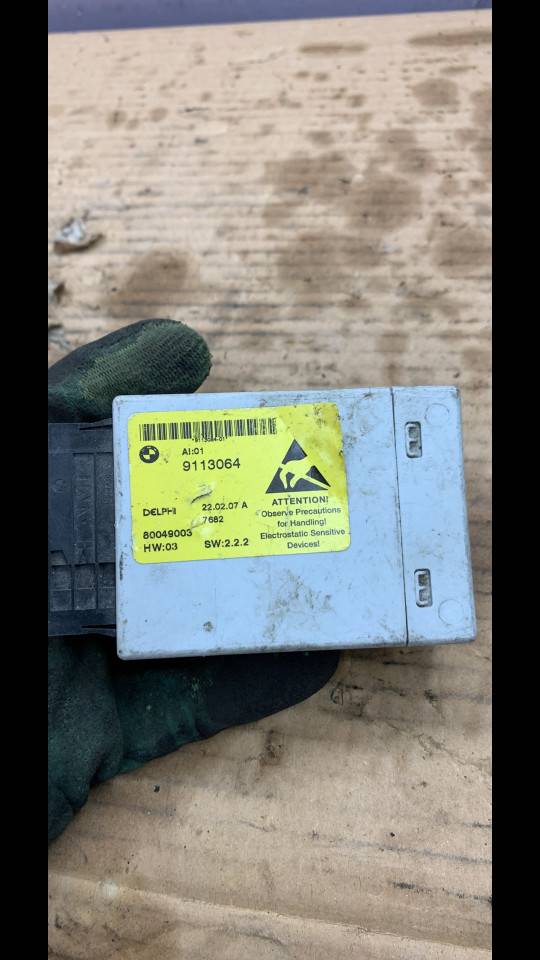 AI:01
9113064
DELPHI
22.02.07 A
7682
80049003
HW:03
SW:2.2.2
ATTENTION!
Observe Precautions
for Handling!
Electrostatic Sensitive
Devices!